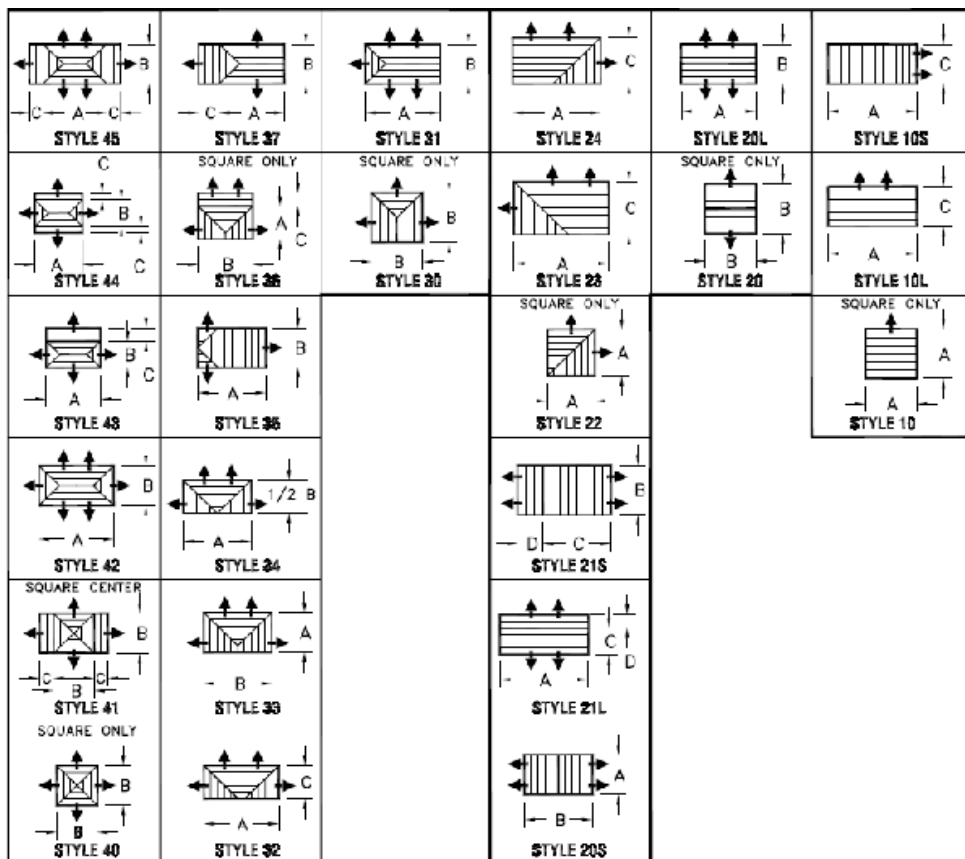 B
C A C
STYLE 45
B
C A
STYLE 37
B
A
STYLE 31
C
A
STYLE 24
B
A
STYLE 20L
C
A
STYLE 10S
C
B
A
C
STYLE 44
SQUARE ONLY
A
C
B
STYLE 36
SQUARE ONLY
B
B
STYLE 30
C
A
STYLE 23
SQUARE ONLY
B
B
STYLE 20
C
A
STYLE 10L
B
C
A
STYLE 43
B
A
STYLE 35
SQUARE ONLY
A
A
STYLE 22
SQUARE ONLY
A
A
STYLE 10
B
A
STYLE 42
1/2 B
A
STYLE 34
B
D C
STYLE 21S
SQUARE CENTER
B
C C
B
STYLE 41
A
B
STYLE 33
C
D
A
STYLE 21L
SQUARE ONLY
B
B
STYLE 40
C
A
STYLE 32
A
B
STYLE 20S